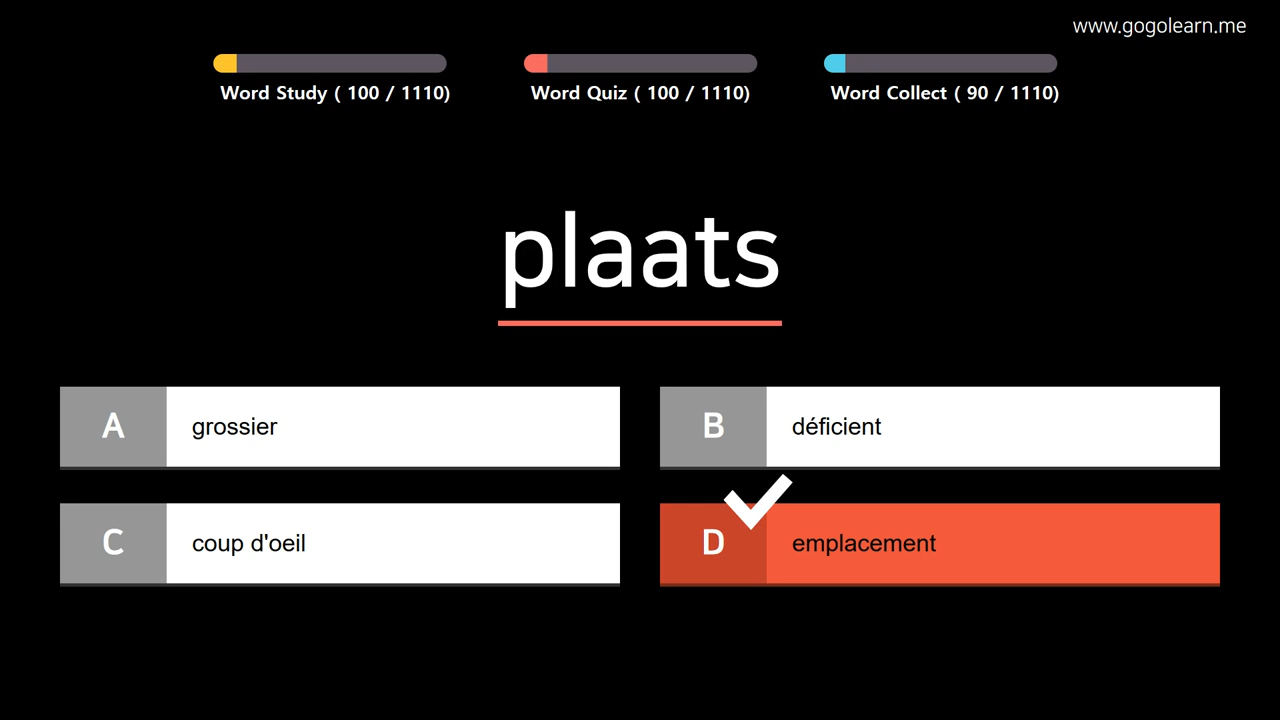 www.gogolearn.me
Word Study ( 100 / 1110) Word Quiz ( 100 / 1110) Word Collect ( 90 / 1110)
plaats
A grossier
B déficient
C coup d'oeil
D emplacement